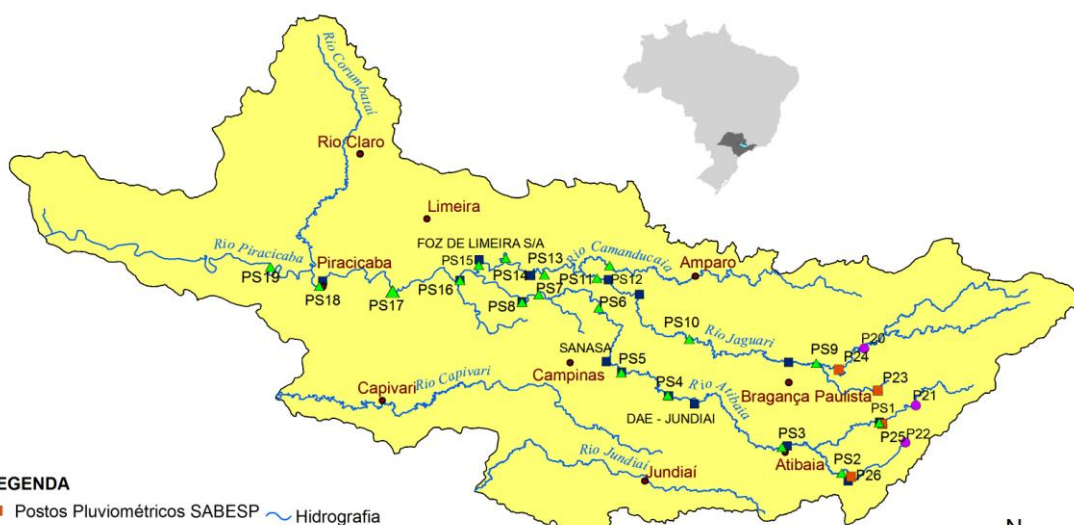 Rio Corumbataí
Rio Claro
Limeira
FOZ DE LIMEIRA S/A
Rio Piracicaba
Piracicaba
PS19
PS18
PS17
PS16
PS15
PS14
PS13
Rio Camanducaia
Amparo
PS11
PS12
PS8
PS7
PS6
PS10
Rio Jaguari
P20
PS9
P24
P23
SANASA
Campinas
PS5
PS4
Rio Atibaia
Bragança Paulista
DAE - JUNDIAI
Capivari
Rio Capivari
PS1
P21
P25
P22
PS3
Atibaia
PS2
P26
Rio Jundiaí
Jundiaí
EGENDA
Postos Pluviométricos SABESP
Hidrografia
N